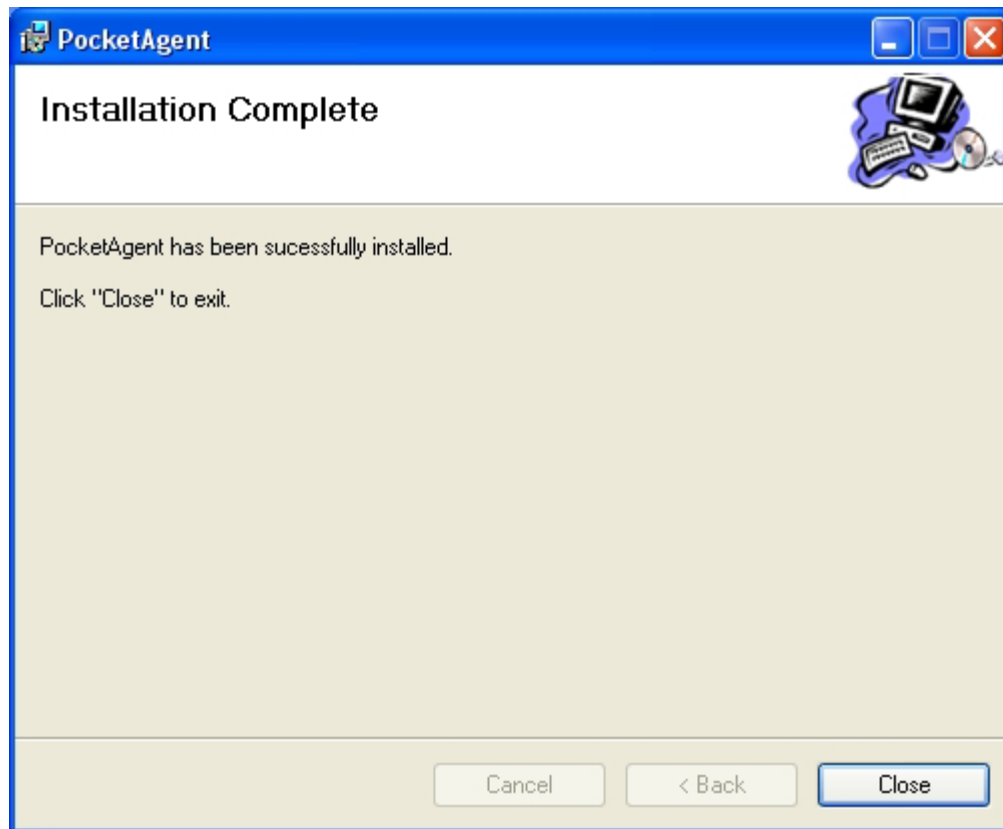 PocketAgent
Installation Complete
PocketAgent has been sucessfully installed.
Click "Close" to exit.
Cancel
< Back
Close